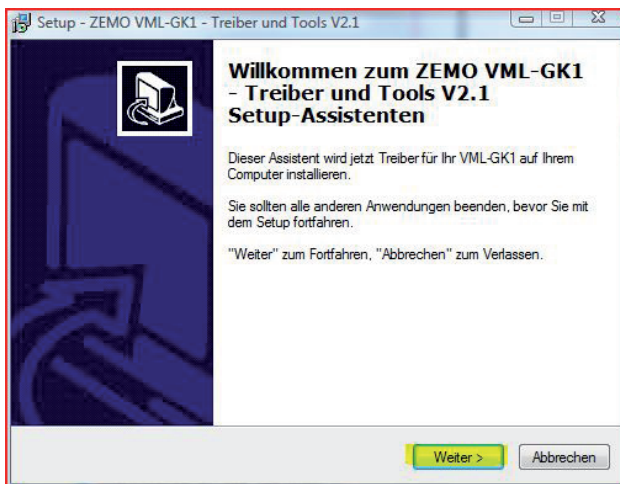 Setup - ZEMO VML-GK1 - Treiber und Tools V2.1
Willkommen zum ZEMO VML-GK1
- Treiber und Tools V2.1
Setup-Assistenten
Dieser Assistent wird jetzt Treiber für Ihr VML-GK1 auf Ihrem
Computer installieren.
Sie sollten alle anderen Anwendungen beenden, bevor Sie mit
dem Setup fortfahren.
"Weiter" zum Fortfahren, "Abbrechen" zum Verlassen.
Weiter >
Abbrechen